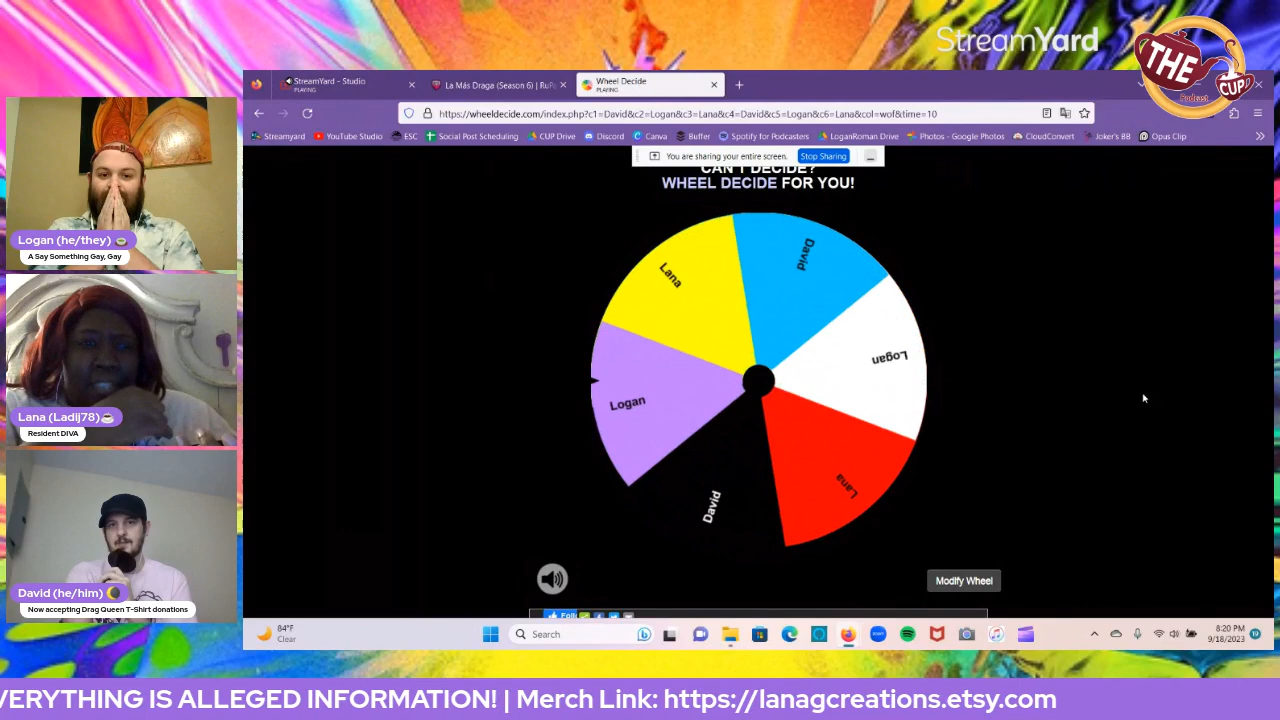 StreamYard
THE
CUP
Podcast
StreamYard - Studio
PLAYING
La Más Draga (Season 6) | RuPa
Wheel Decide
PLAYING
https://wheeldecide.com/index.php?c1=David&c2=Logan&c3=Lana&c4=David&c5=Logan&c6=Lana&col=wof&time=10
Streamyard YouTube Studio ESC Social Post Scheduling CUP Drive Discord Canva Buffer Spotify for Podcasters LoganRoman Drive Photos - Google Photos CloudConvert Joker's BB Opus Clip
You are sharing your entire screen. Stop Sharing
CAN'T DECIDE?
WHEEL DECIDE FOR YOU!
David
Lana
Logan
Logan
Lana
David
Modify Wheel
Logan (he/they)
A Say Something Gay, Gay
Lana (Ladij78)
Resident DIVA
David (he/him)
Now accepting Drag Queen T-Shirt donations
84°F
Clear
Search
8:20 PM
9/18/2023
VERYTHING IS ALLEGED INFORMATION! | Merch Link: https://lanagcreations.etsy.com